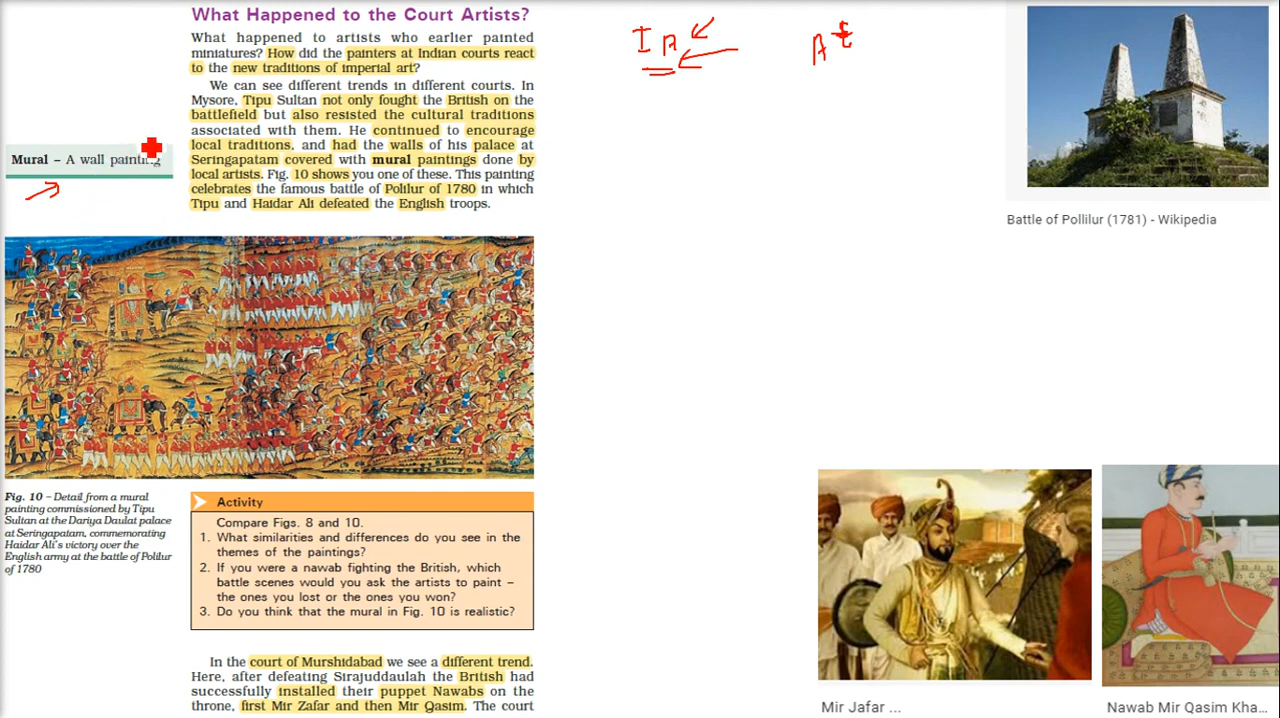 What Happened to the Court Artists?
What happened to artists who earlier painted
miniatures? How did the painters at Indian courts react
to the new traditions of imperial art?
We can see different trends in different courts. In
Mysore, Tipu Sultan not only fought the British on the
battlefield but also resisted the cultural traditions
associated with them. He continued to encourage
local traditions, and had the walls of his palace at
Seringapatam covered with mural paintings done by
local artists. Fig. 10 shows you one of these. This painting
celebrates the famous battle of Polilur of 1780 in which
Tipu and Haidar Ali defeated the English troops.
Mural – A wall painting
I A
A t
Battle of Pollilur (1781) - Wikipedia
Fig. 10 – Detail from a mural
painting commissioned by Tipu
Sultan at the Dariya Daulat palace
at Seringapatam, commemorating
Haidar Ali's victory over the
English army at the battle of Polilur
of 1780
Activity
Compare Figs. 8 and 10.
1. What similarities and differences do you see in the
themes of the paintings?
2. If you were a nawab fighting the British, which
battle scenes would you ask the artists to paint –
the ones you lost or the ones you won?
3. Do you think that the mural in Fig. 10 is realistic?
In the court of Murshidabad we see a different trend.
Here, after defeating Sirajuddaulah the British had
successfully installed their puppet Nawabs on the
throne, first Mir Zafar and then Mir Qasim. The court
Mir Jafar ...
Nawab Mir Qasim Kha...